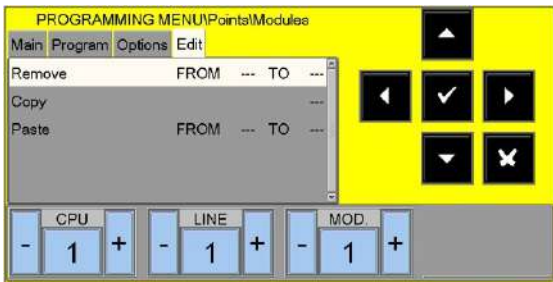 PROGRAMMING MENU\Points\Modules
Main Program Options Edit
Remove FROM --- TO ---
Copy ---
Paste FROM --- TO ---
CPU LINE MOD.
- 1 + - 1 + - 1 +